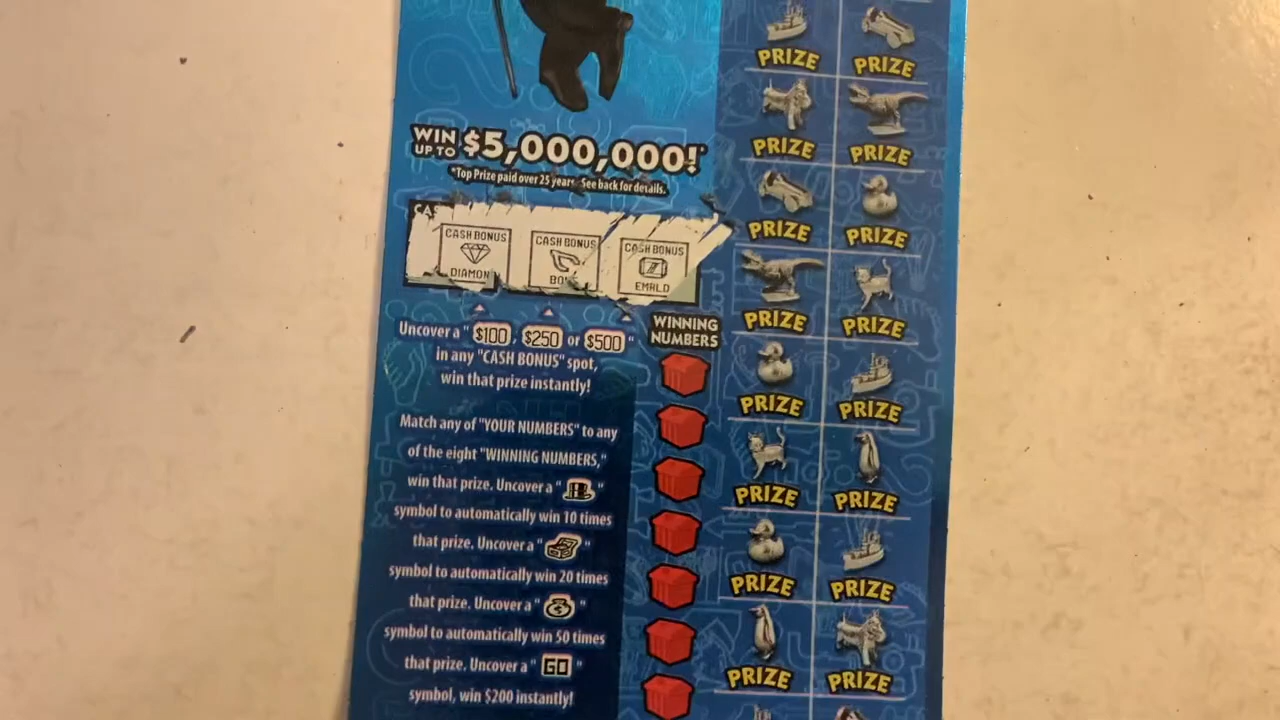 WIN UP TO $5,000,000!*
*Top Prize paid over 25 years. See back for details.
CA
CASH BONUS CASH BONUS CASH BONUS
DIAMON EMRLD
Uncover a "$100, $250 or $500"
in any "CASH BONUS" spot,
win that prize instantly!
Match any of "YOUR NUMBERS" to any
of the eight "WINNING NUMBERS,"
win that prize. Uncover a " "
symbol to automatically win 10 times
that prize. Uncover a " "
symbol to automatically win 20 times
that prize. Uncover a " "
symbol to automatically win 50 times
that prize. Uncover a "GO"
symbol, win $200 instantly!
WINNING
NUMBERS
PRIZE PRIZE
PRIZE PRIZE
PRIZE PRIZE
PRIZE PRIZE
PRIZE PRIZE
PRIZE PRIZE
PRIZE PRIZE
PRIZE PRIZE